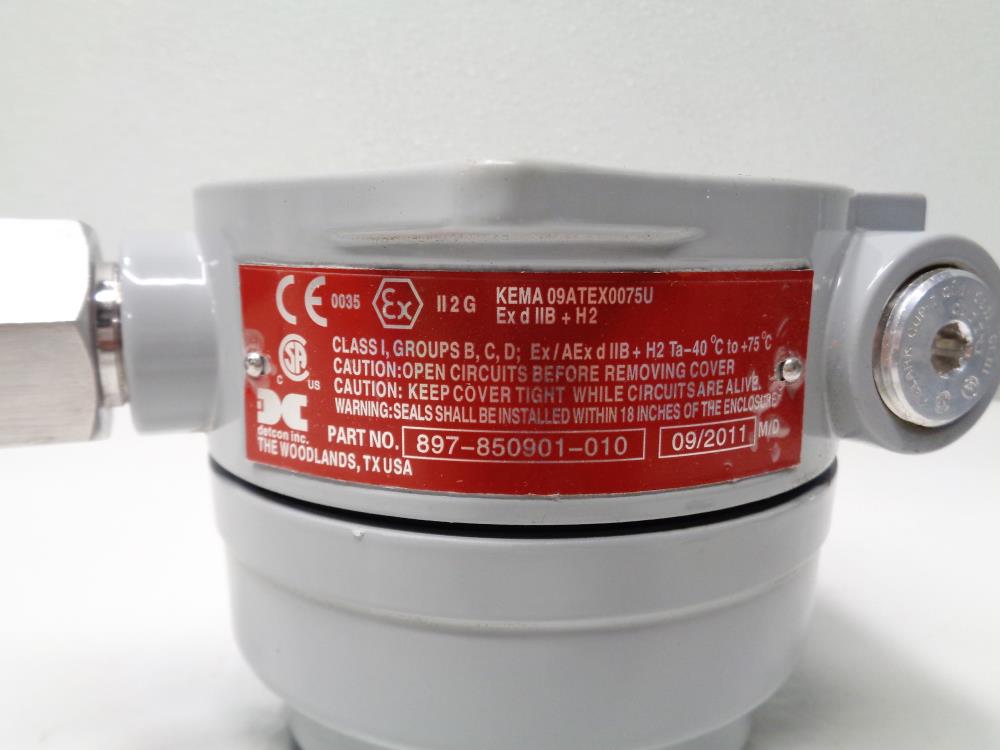 CE 0035 Ex II 2 G KEMA 09ATEX0075U
Ex d IIB + H2
CLASS I, GROUPS B, C, D; Ex/AEx d IIB + H2 Ta-40 °C to +75 °C
CAUTION:OPEN CIRCUITS BEFORE REMOVING COVER
CAUTION: KEEP COVER TIGHT WHILE CIRCUITS ARE ALIVE.
WARNING:SEALS SHALL BE INSTALLED WITHIN 18 INCHES OF THE ENCLOSURE
SA
C US
detcon inc.
THE WOODLANDS, TX USA
PART NO. 897-850901-010 09/2011 M/D